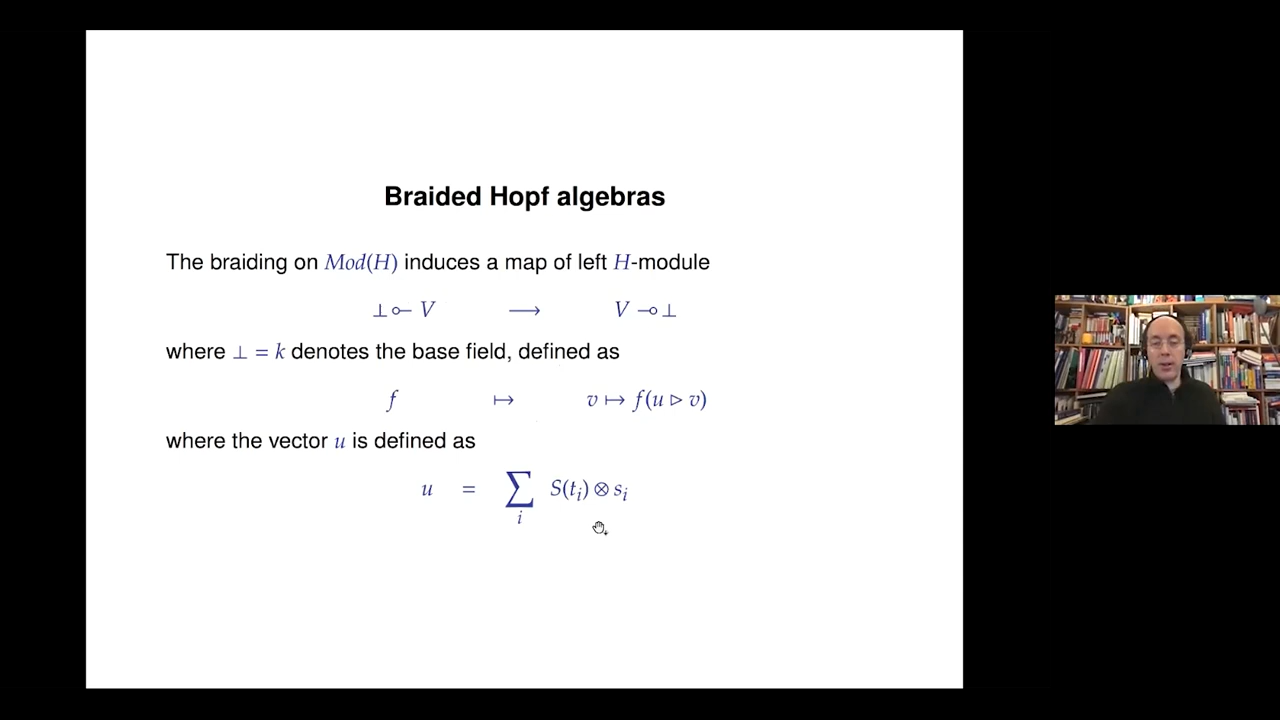 Braided Hopf algebras
The braiding on Mod(H) induces a map of left H-module
⊥ ⟜ V ⟶ V ⊸ ⊥
where ⊥ = k denotes the base field, defined as
f ↦ v ↦ f(u ▷ v)
where the vector u is defined as
u = ∑ S(tᵢ) ⊗ sᵢ
i